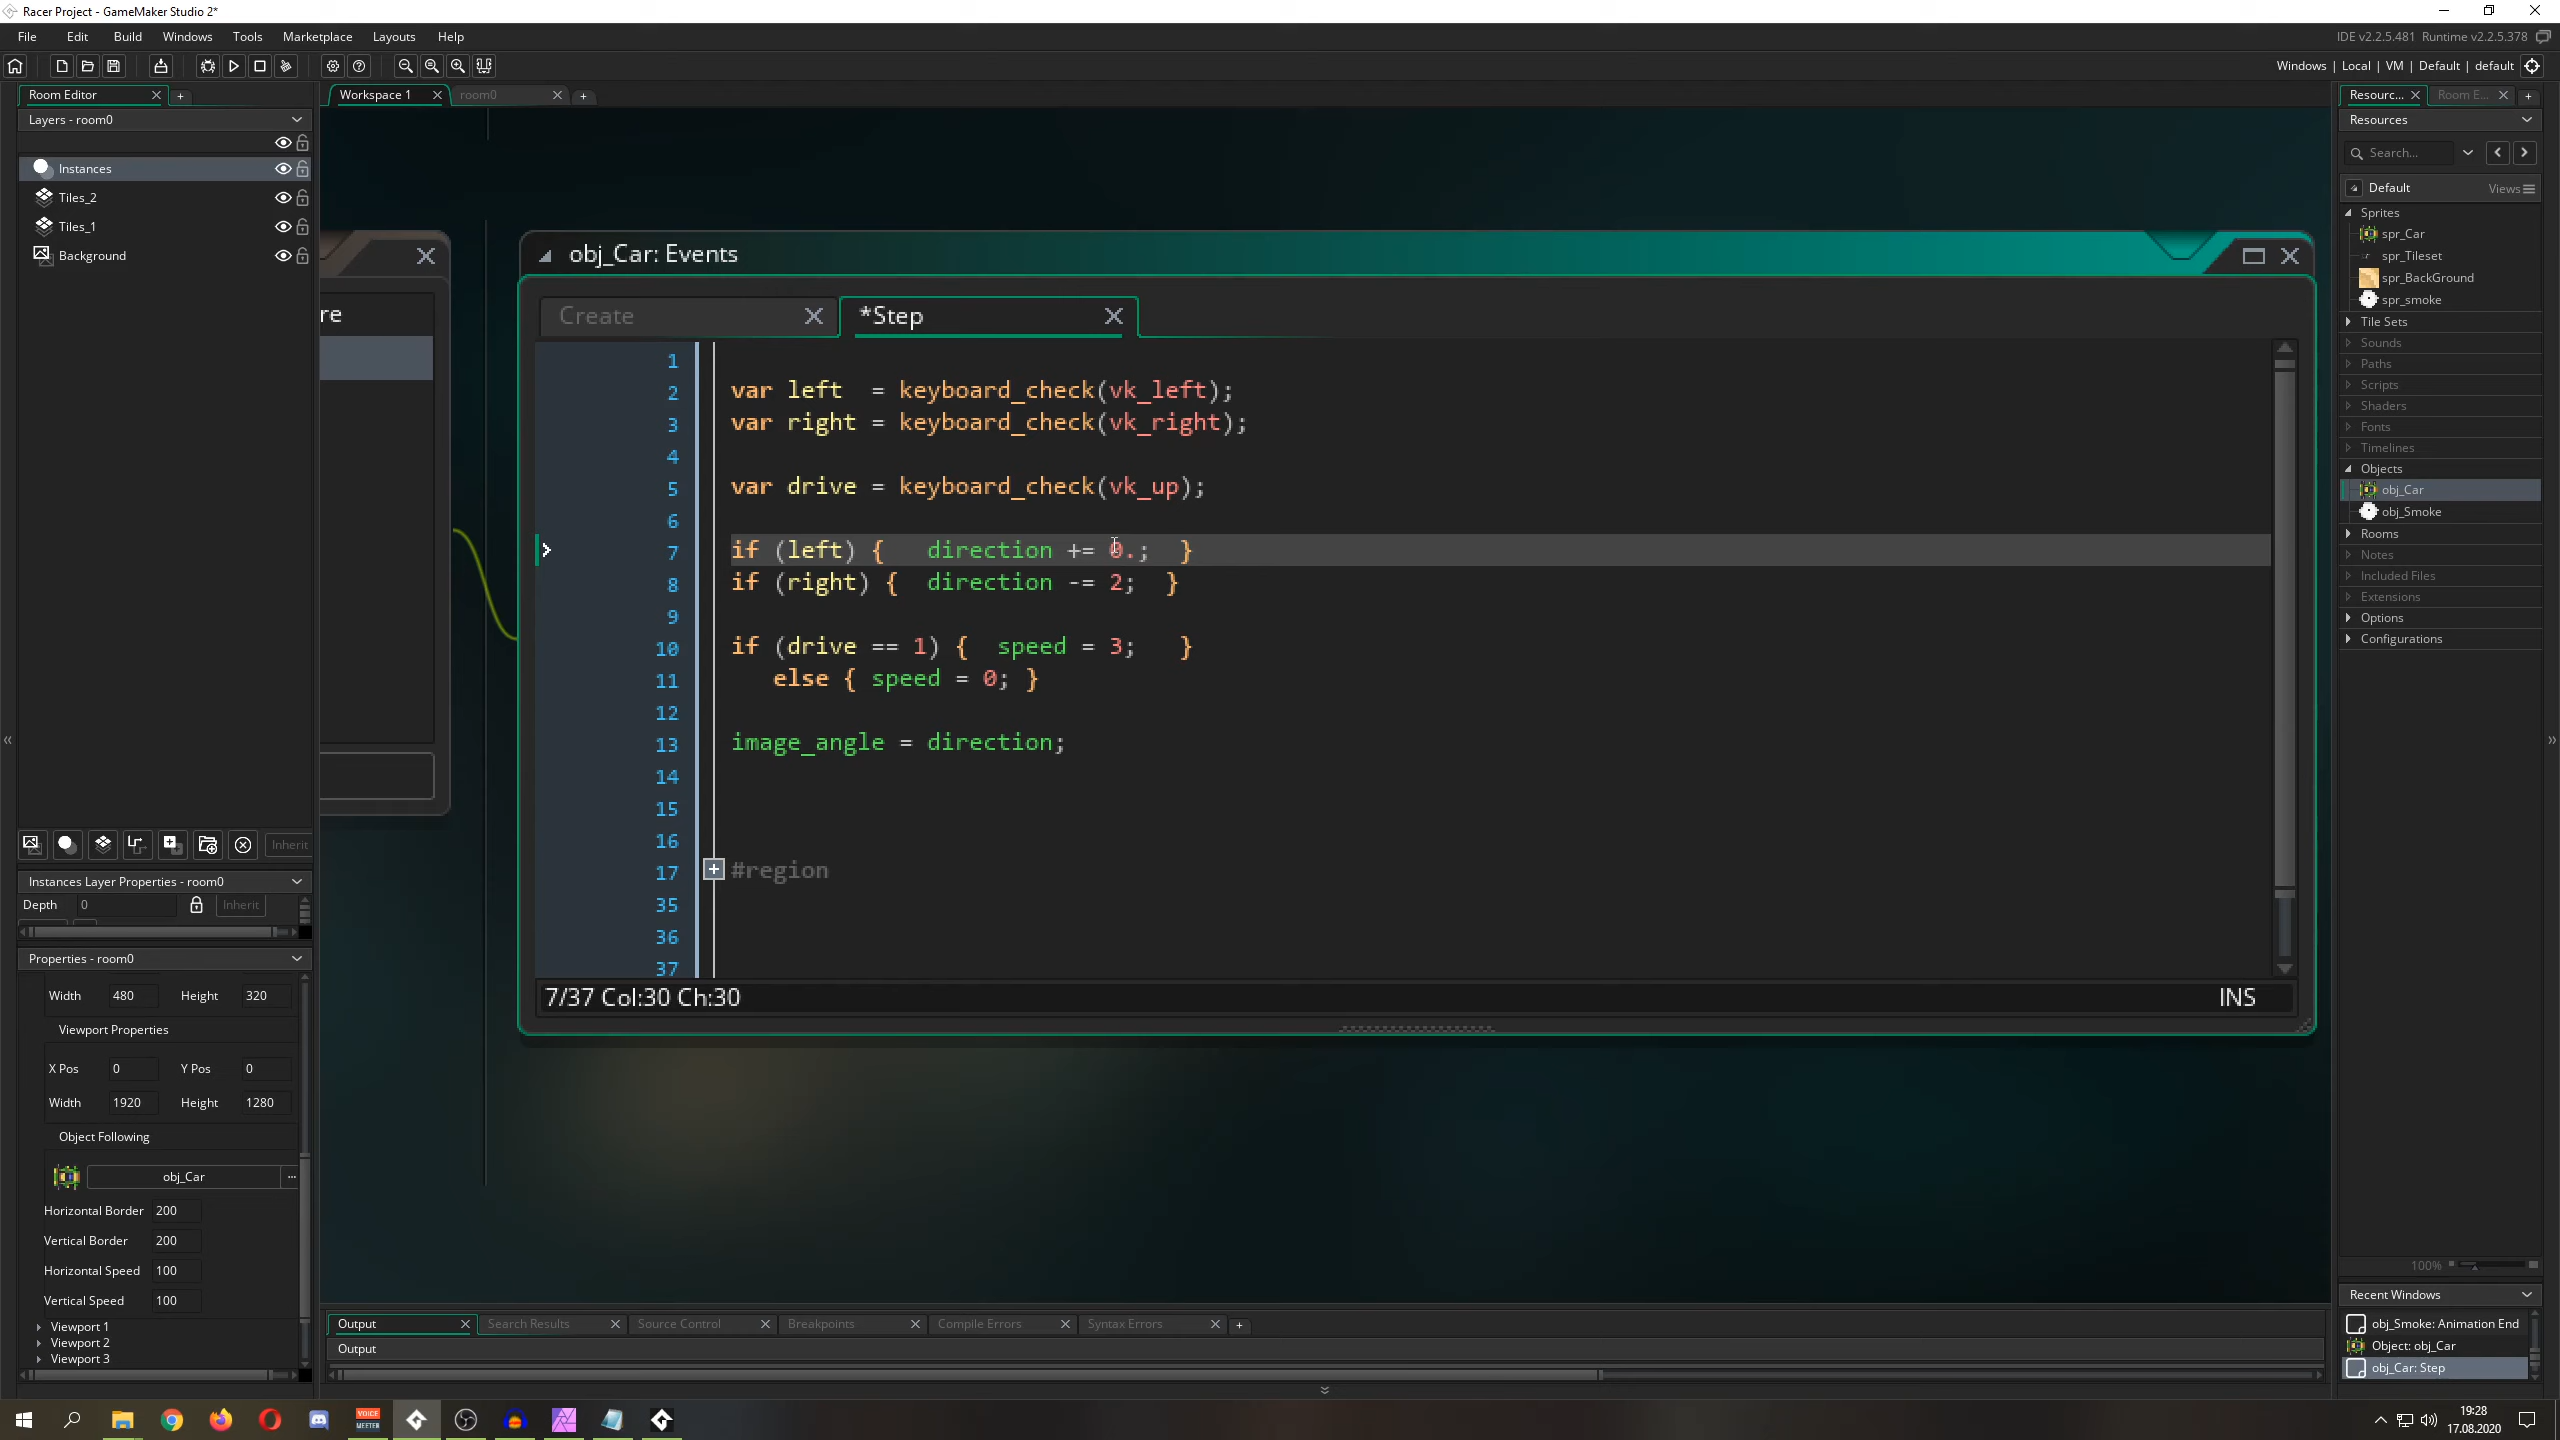 Racer Project - GameMaker Studio 2*
File Edit Build Windows Tools Marketplace Layouts Help
IDE v2.2.5.481 Runtime v2.2.5.378
Windows | Local | VM | Default | default
Room Editor
Layers - room0
Instances
Tiles_2
Tiles_1
Background
Inherit
Instances Layer Properties - room0
Depth 0 Inherit
Properties - room0
Width 480 Height 320
Viewport Properties
X Pos 0 Y Pos 0
Width 1920 Height 1280
Object Following
obj_Car ...
Horizontal Border 200
Vertical Border 200
Horizontal Speed 100
Vertical Speed 100
Viewport 1
Viewport 2
Viewport 3
Workspace 1 room0
re
obj_Car: Events
Create *Step
1
2 var left  = keyboard_check(vk_left);
3 var right = keyboard_check(vk_right);
4
5 var drive = keyboard_check(vk_up);
6
7 if (left) {   direction += 0.;  }
8 if (right) {  direction -= 2;  }
9
10 if (drive == 1) {  speed = 3;   }
11    else { speed = 0; }
12
13 image_angle = direction;
14
15
16
17 #region
35
36
37
7/37 Col:30 Ch:30 INS
Output Search Results Source Control Breakpoints Compile Errors Syntax Errors
Output
Resourc... Room E...
Resources
Search...
Default Views
Sprites
spr_Car
spr_Tileset
spr_BackGround
spr_smoke
Tile Sets
Sounds
Paths
Scripts
Shaders
Fonts
Timelines
Objects
obj_Car
obj_Smoke
Rooms
Notes
Included Files
Extensions
Options
Configurations
100%
Recent Windows
obj_Smoke: Animation End
Object: obj_Car
obj_Car: Step
VOICE
MEETER
19:28
17.08.2020